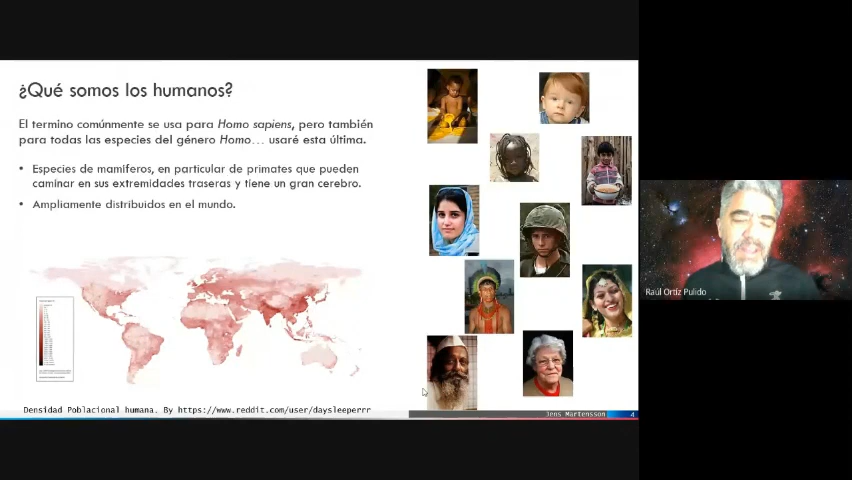 ¿Qué somos los humanos?
El termino comúnmente se usa para Homo sapiens, pero también
para todas las especies del género Homo… usaré esta última.
• Especies de mamíferos, en particular de primates que pueden
caminar en sus extremidades traseras y tiene un gran cerebro.
• Ampliamente distribuidos en el mundo.
Raúl Ortíz Pulido
Densidad Poblacional humana. By https://www.reddit.com/user/daysleeperrr
Jens Martensson
4